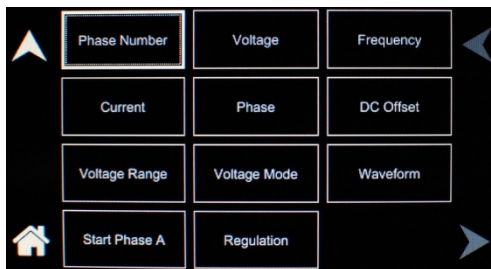 Phase Number
Voltage
Frequency
Current
Phase
DC Offset
Voltage Range
Voltage Mode
Waveform
Start Phase A
Regulation